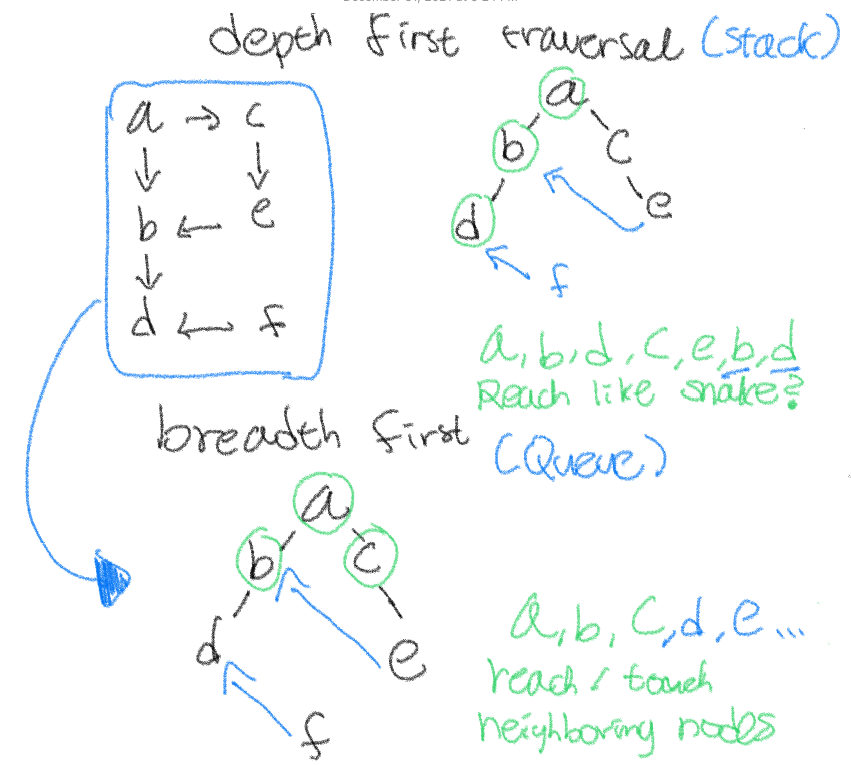 depth first traversal (stack)
a → c
↓ ↓
b ← e
↓
d ← f
a
b c
d e
f
a, b, d, c, e, b, d
Reach like snake?
breadth first (Queue)
a
b c
d e
f
a, b, c, d, e ...
reach / touch
neighboring nodes